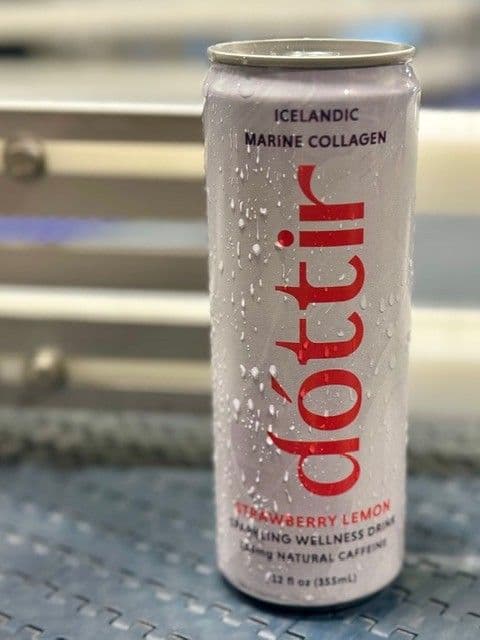 ICELANDIC
MARINE COLLAGEN
dóttir
STRAWBERRY LEMON
SPARKLING WELLNESS DRINK
NATURAL CAFFEINE
12 fl oz (355mL)